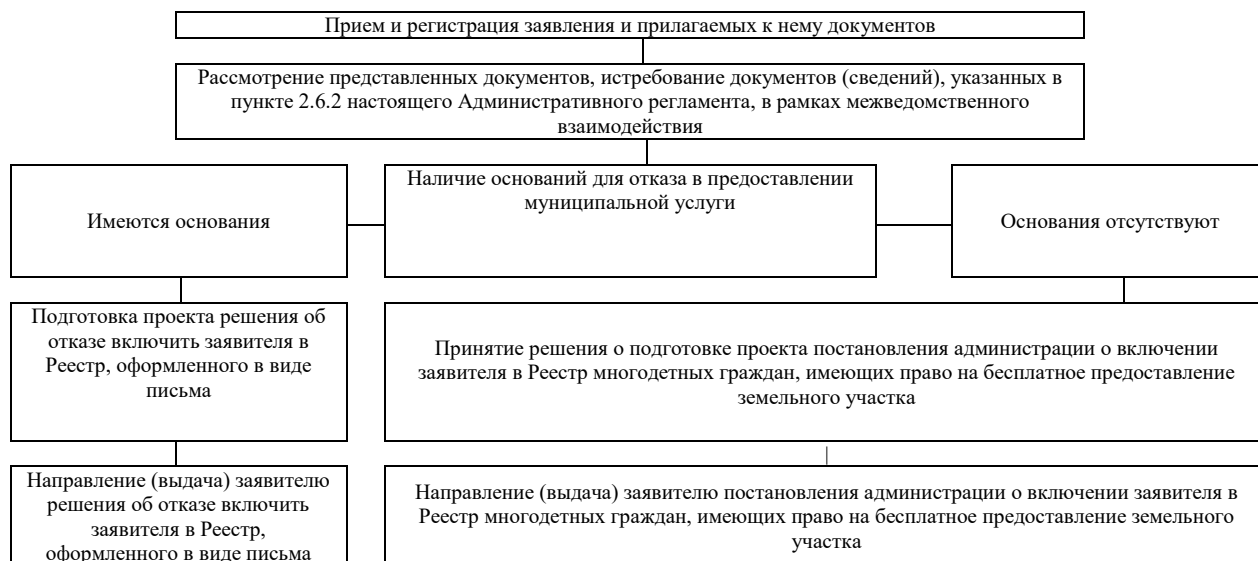 Прием и регистрация заявления и прилагаемых к нему документов
Рассмотрение представленных документов, истребование документов (сведений), указанных в
пункте 2.6.2 настоящего Административного регламента, в рамках межведомственного
взаимодействия
Имеются основания
Наличие оснований для отказа в предоставлении
муниципальной услуги
Основания отсутствуют
Подготовка проекта решения об
отказе включить заявителя в
Реестр, оформленного в виде
письма
Принятие решения о подготовке проекта постановления администрации о включении
заявителя в Реестр многодетных граждан, имеющих право на бесплатное предоставление
земельного участка
Направление (выдача) заявителю
решения об отказе включить
заявителя в Реестр,
оформленного в виде письма
Направление (выдача) заявителю постановления администрации о включении заявителя в
Реестр многодетных граждан, имеющих право на бесплатное предоставление земельного
участка